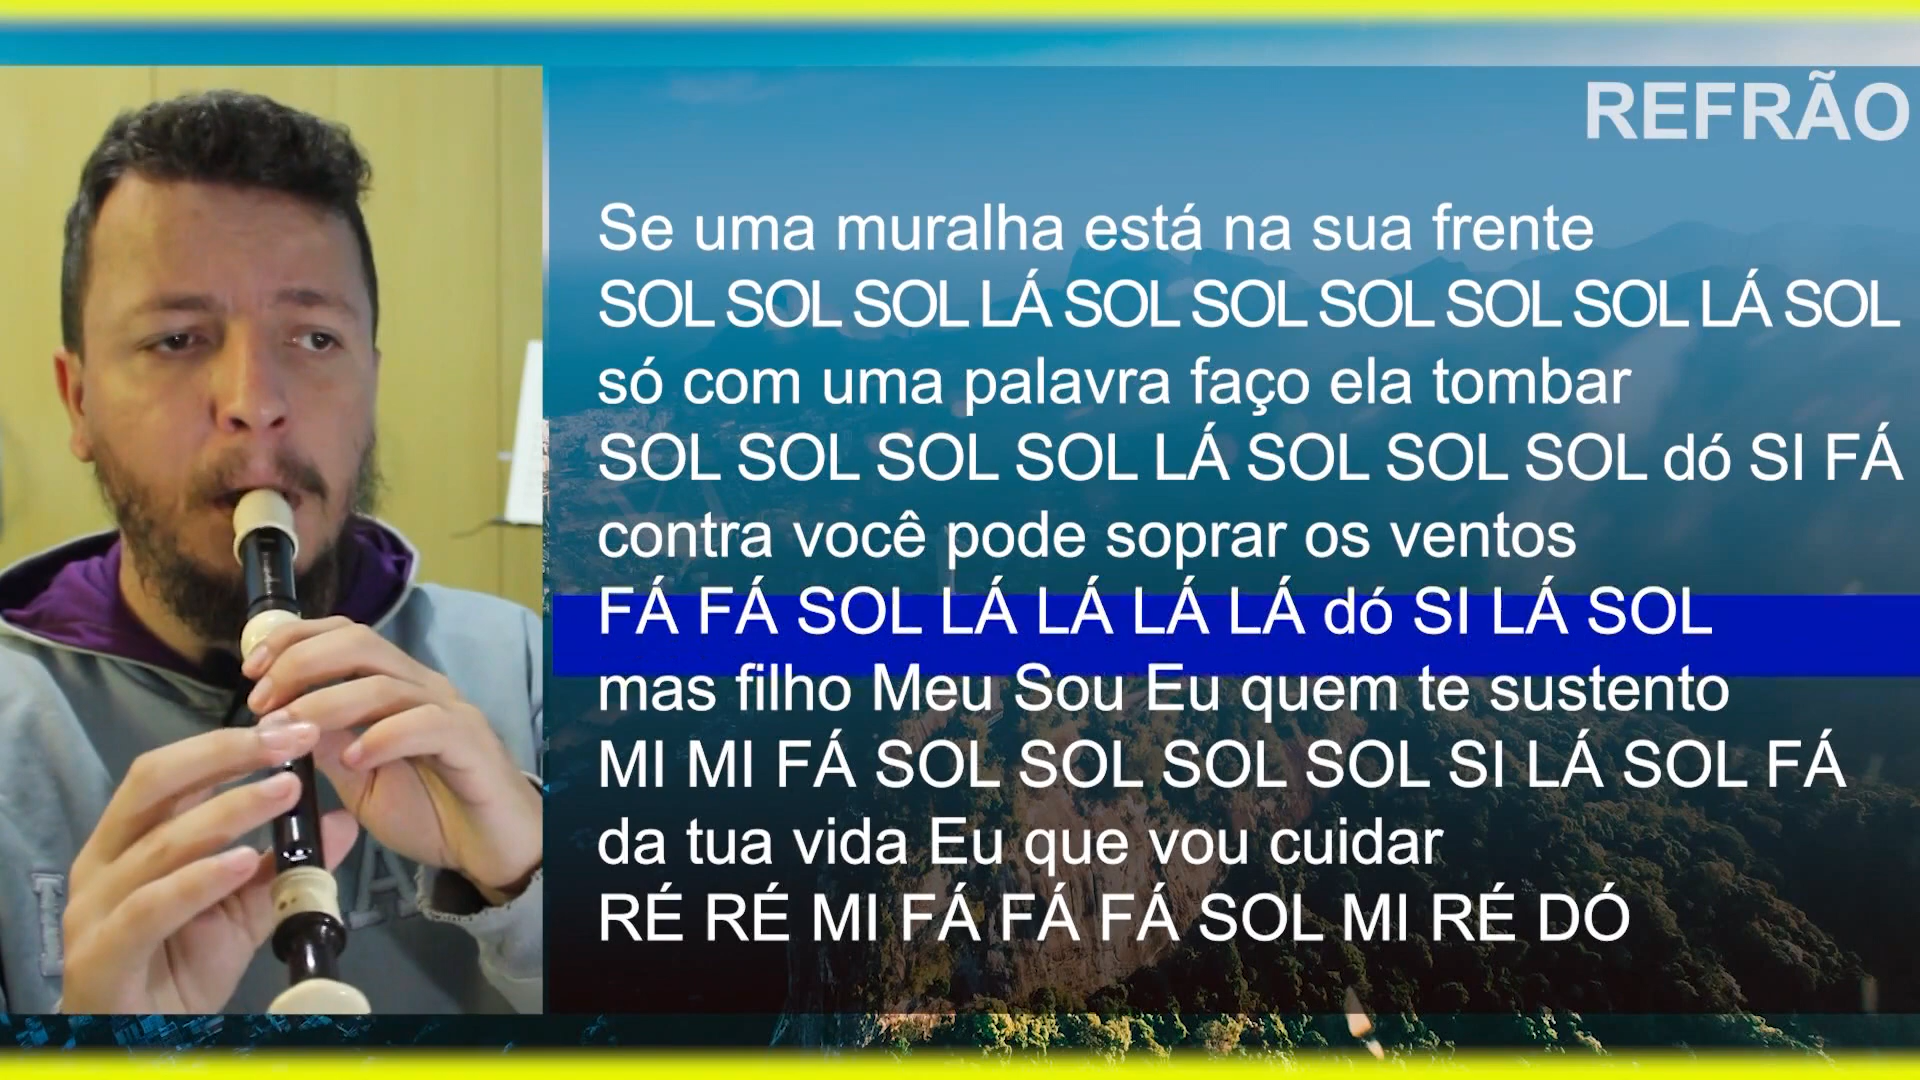 REFRÃO
Se uma muralha está na sua frente
SOL SOL SOL LÁ SOL SOL SOL SOL SOL LÁ SOL
só com uma palavra faço ela tombar
SOL SOL SOL SOL LÁ SOL SOL SOL dó SI FÁ
contra você pode soprar os ventos
FÁ FÁ SOL LÁ LÁ LÁ LÁ dó SI LÁ SOL
mas filho Meu Sou Eu quem te sustento
MI MI FÁ SOL SOL SOL SOL SI LÁ SOL FÁ
da tua vida Eu que vou cuidar
RÉ RÉ MI FÁ FÁ FÁ SOL MI RÉ DÓ